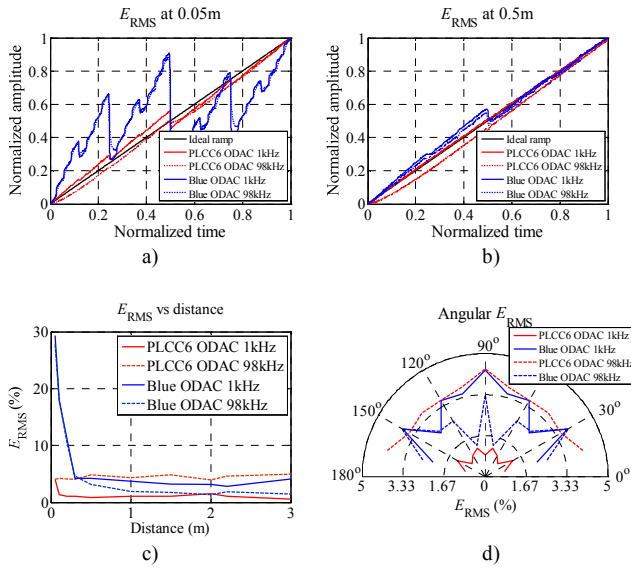 E_RMS at 0.05m
Normalized amplitude
1
0.8
0.6
0.4
0.2
0
0
0.2
0.4
0.6
0.8
1
Ideal ramp
PLCC6 ODAC 1kHz
PLCC6 ODAC 98kHz
Blue ODAC 1kHz
Blue ODAC 98kHz
Normalized time
a)
E_RMS at 0.5m
Normalized amplitude
1
0.8
0.6
0.4
0.2
0
0
0.2
0.4
0.6
0.8
1
Ideal ramp
PLCC6 ODAC 1kHz
PLCC6 ODAC 98kHz
Blue ODAC 1kHz
Blue ODAC 98kHz
Normalized time
b)
E_RMS vs distance
E_RMS (%)
30
20
10
0
0
1
2
3
PLCC6 ODAC 1kHz
PLCC6 ODAC 98kHz
Blue ODAC 1kHz
Blue ODAC 98kHz
Distance (m)
c)
Angular E_RMS
PLCC6 ODAC 1kHz
Blue ODAC 1kHz
PLCC6 ODAC 98kHz
Blue ODAC 98kHz
180°
150°
120°
90°
30°
0°
5
3.33
1.67
0
1.67
3.33
5
E_RMS (%)
d)